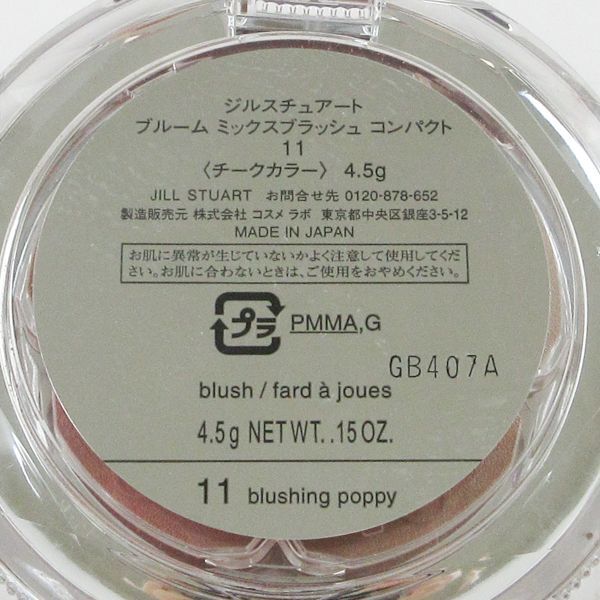 ジルスチュアート
ブルーム ミックスブラッシュ コンパクト
11
〈チークカラー〉 4.5g
JILL STUART お問合せ先 0120-878-652
製造販売元 株式会社 コスメ ラボ 東京都中央区銀座3-5-12
MADE IN JAPAN
お肌に異常が生じていないかよく注意して使用してくだ
さい。お肌に合わないときは、ご使用をおやめください。
プラ PMMA,G
GB407A
blush / fard à joues
4.5g NET WT. .15 OZ.
11 blushing poppy